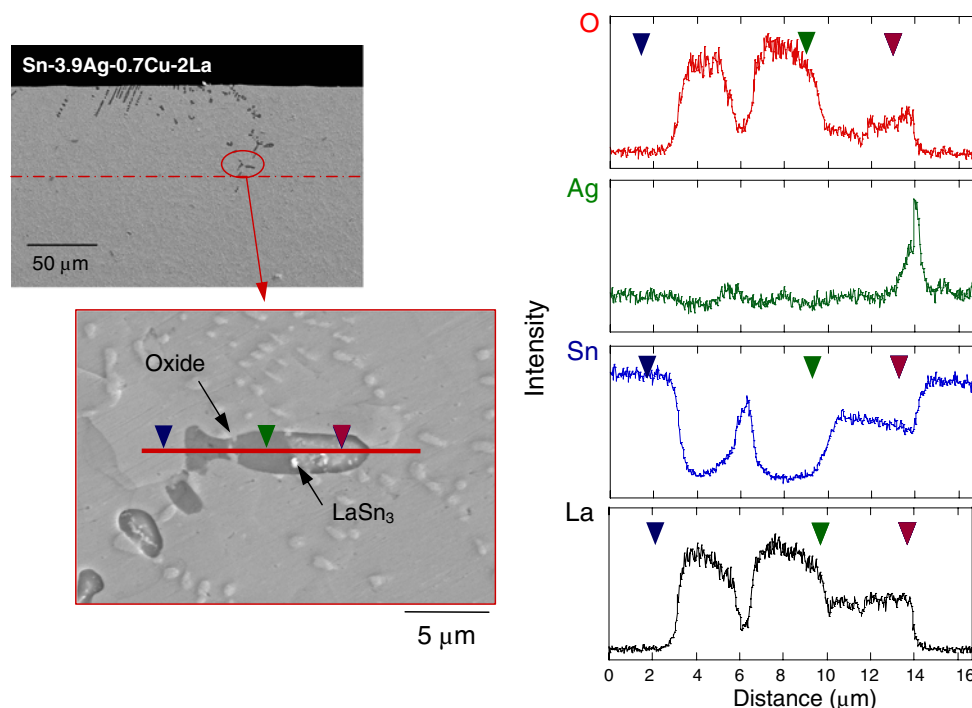 Sn-3.9Ag-0.7Cu-2La
50 μm
Oxide
LaSn₃
5 μm
O
Ag
Sn
La
Intensity
0 2 4 6 8 10 12 14 16
Distance (μm)